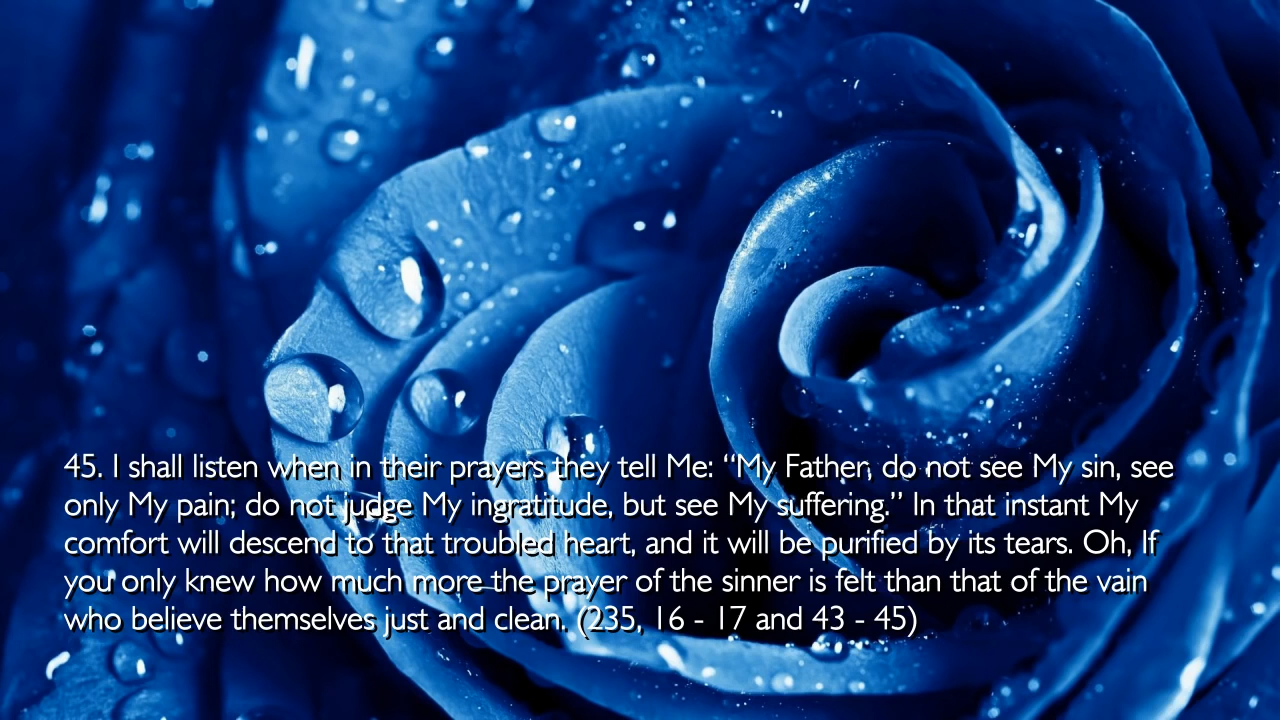 45. I shall listen when in their prayers they tell Me: “My Father, do not see My sin, see
only My pain; do not judge My ingratitude, but see My suffering.” In that instant My
comfort will descend to that troubled heart, and it will be purified by its tears. Oh, If
you only knew how much more the prayer of the sinner is felt than that of the vain
who believe themselves just and clean. (235, 16 - 17 and 43 - 45)